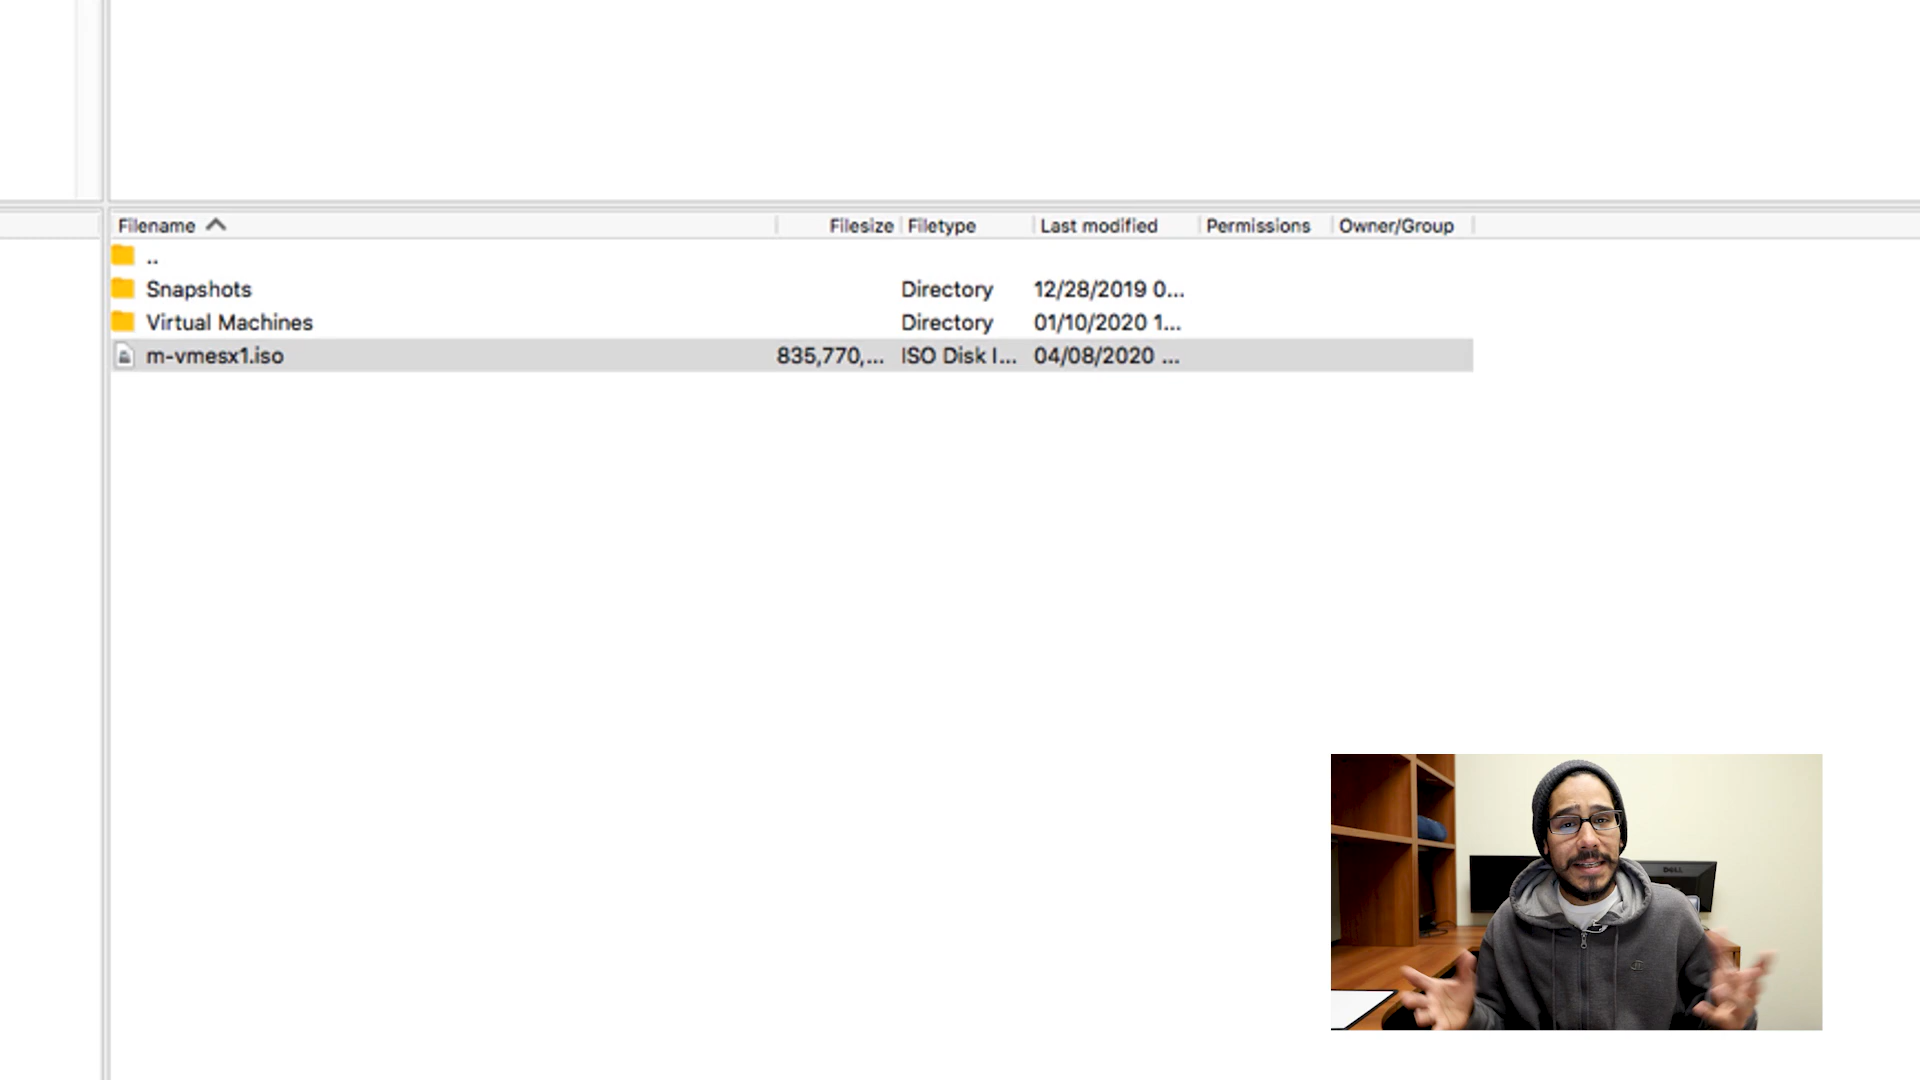 Filename Filesize Filetype Last modified Permissions Owner/Group
..
Snapshots Directory 12/28/2019 0...
Virtual Machines Directory 01/10/2020 1...
m-vmesx1.iso 835,770,... ISO Disk I... 04/08/2020 ...
DELL